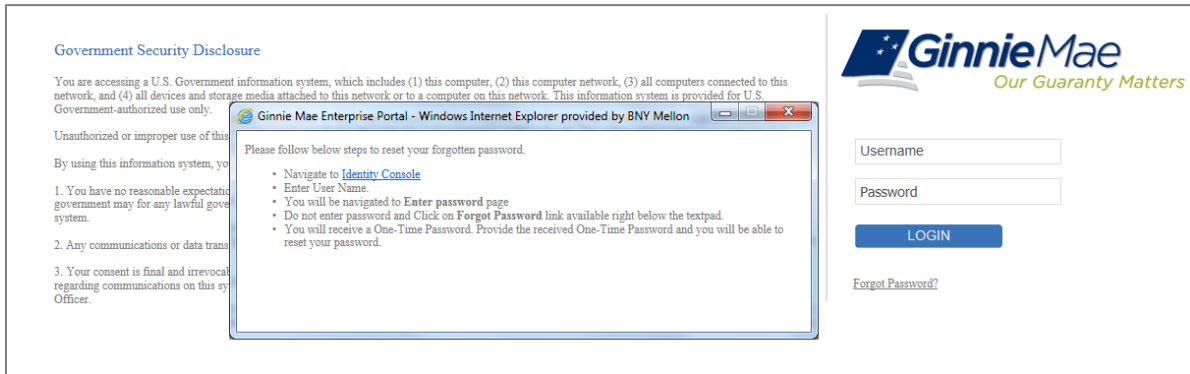 Government Security Disclosure
You are accessing a U.S. Government information system, which includes (1) this computer, (2) this computer network, (3) all computers connected to this
network, and (4) all devices and storage media attached to this network or to a computer on this network. This information system is provided for U.S.
Government-authorized use only.
Unauthorized or improper use of this
By using this information system, yo
1. You have no reasonable expectatio
government may for any lawful gove
system.
2. Any communications or data trans
3. Your consent is final and irrevocab
regarding communications on this sy
Officer.
Ginnie Mae Enterprise Portal - Windows Internet Explorer provided by BNY Mellon
Please follow below steps to reset your forgotten password.
• Navigate to Identity Console
• Enter User Name.
• You will be navigated to Enter password page
• Do not enter password and Click on Forgot Password link available right below the textpad.
• You will receive a One-Time Password. Provide the received One-Time Password and you will be able to
reset your password.
GinnieMae
Our Guaranty Matters
Username
Password
LOGIN
Forgot Password?